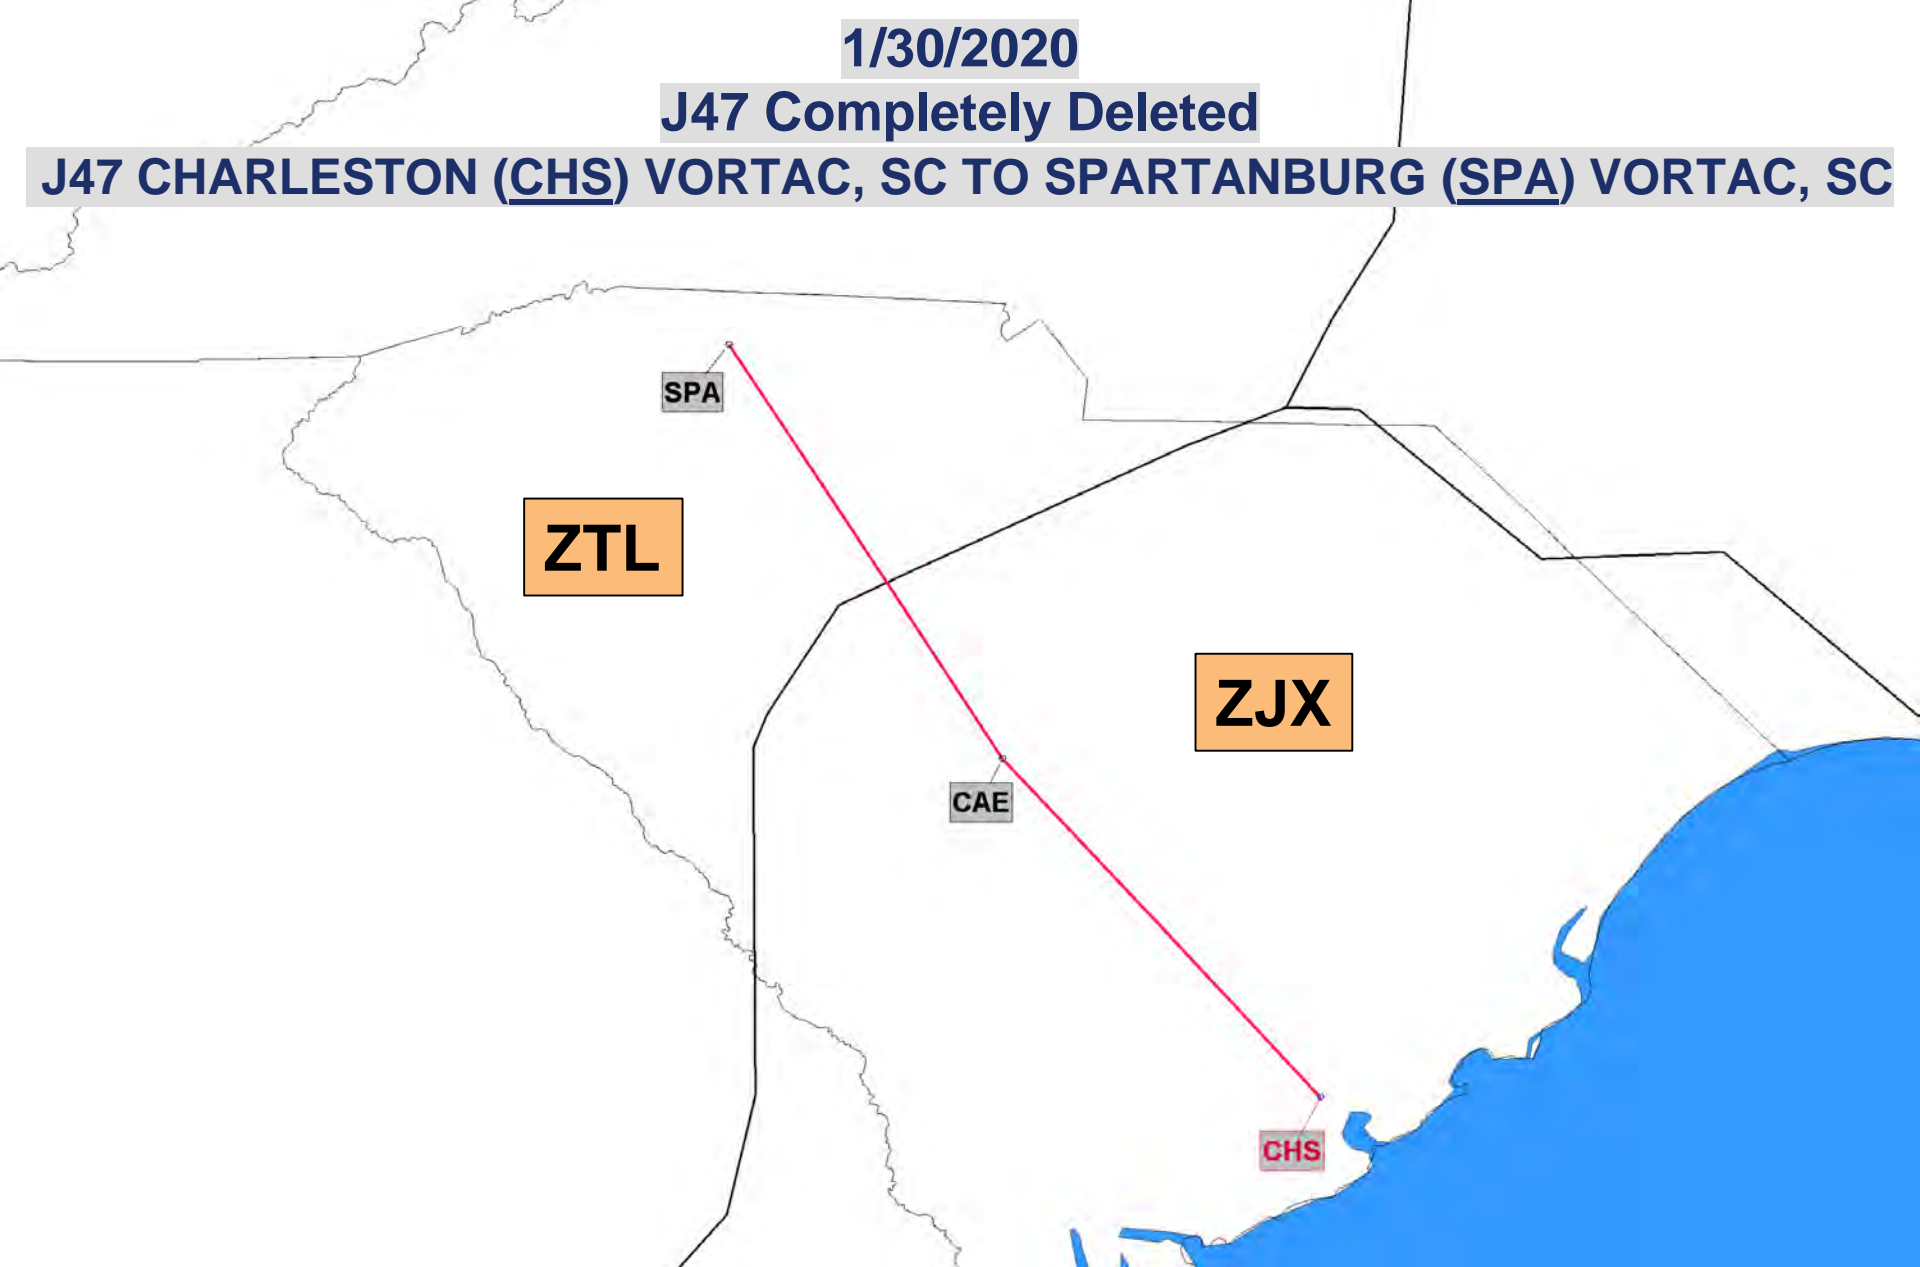 1/30/2020
J47 Completely Deleted
J47 CHARLESTON (CHS) VORTAC, SC TO SPARTANBURG (SPA) VORTAC, SC
SPA
ZTL
ZJX
CAE
CHS